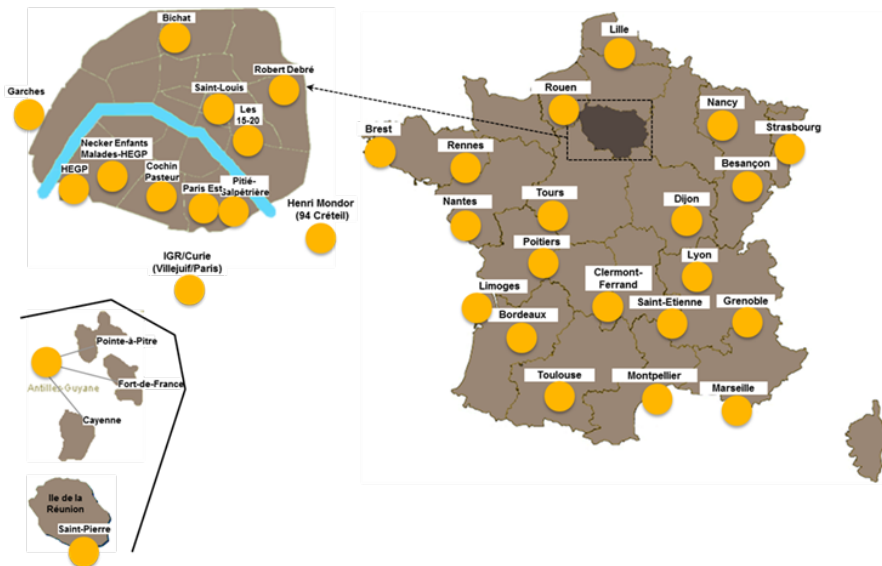 Bichat
Robert Debré
Garches
Saint-Louis
Les
15-20
Necker Enfants
Malades-HEGP
HEGP
Cochin
Pasteur
Paris Est
Pitié-
Salpétrière
Henri Mondor
(94 Créteil)
IGR/Curie
(Villejuif/Paris)
Pointe-à-Pitre
Antilles-Guyane
Fort-de-France
Cayenne
Ile de la
Réunion
Saint-Pierre
Lille
Rouen
Nancy
Strasbourg
Brest
Rennes
Besançon
Tours
Nantes
Dijon
Poitiers
Lyon
Clermont-
Ferrand
Limoges
Saint-Etienne
Grenoble
Bordeaux
Toulouse
Montpellier
Marseille